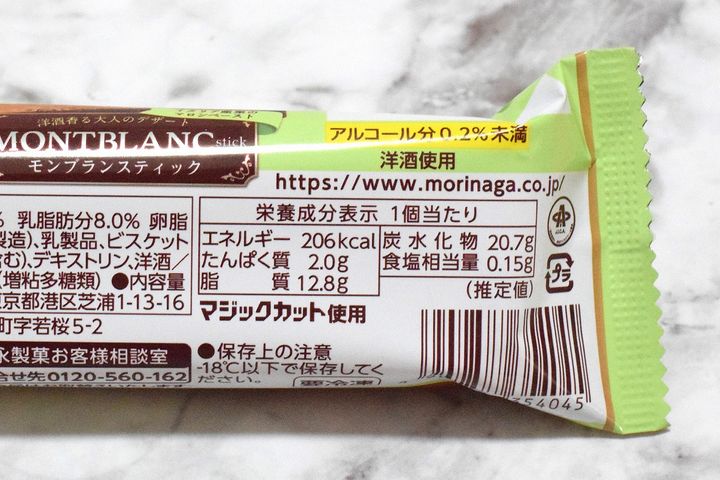 洋酒香る大人のデザート
MONTBLANC stick
モンブランスティック
アルコール分0.2%未満
洋酒使用
https://www.morinaga.co.jp/
% 乳脂肪分8.0% 卵脂
製造)、乳製品、ビスケット
む)、デキストリン、洋酒/
(増粘多糖類) ●内容量
東京都港区芝浦1-13-16
町字若桜5-2
永製菓お客様相談室
合せ先0120-560-162
栄養成分表示 1個当たり
エネルギー 206kcal
たんぱく質 2.0g
脂質 12.8g
炭水化物 20.7g
食塩相当量 0.15g
(推定値)
マジックカット使用
●保存上の注意
-18℃以下で保存してく
ださい。 要冷凍
プラ
354045